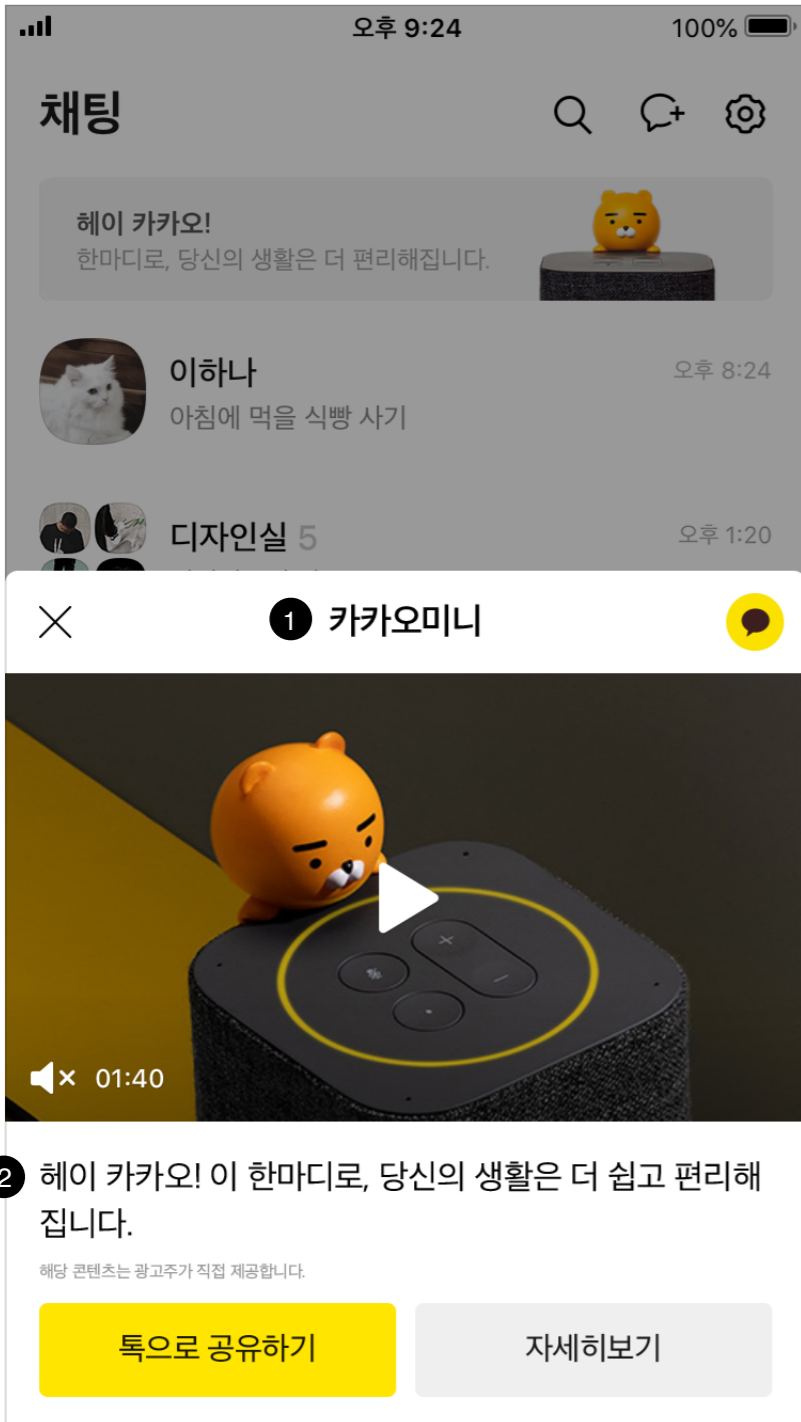 오후 9:24
100%
채팅
헤이 카카오!
한마디로, 당신의 생활은 더 편리해집니다.
이하나
오후 8:24
아침에 먹을 식빵 사기
디자인실 5
오후 1:20
1 카카오미니
01:40
2 헤이 카카오! 이 한마디로, 당신의 생활은 더 쉽고 편리해
집니다.
해당 콘텐츠는 광고주가 직접 제공합니다.
톡으로 공유하기
자세히보기